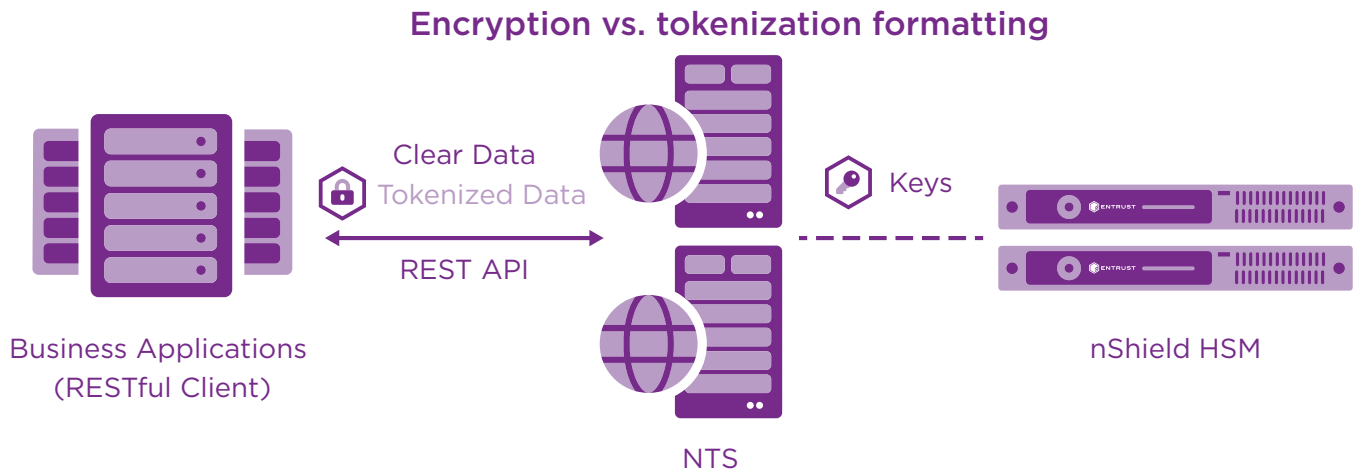 Encryption vs. tokenization formatting
Clear Data
Tokenized Data
REST API
Keys
ENTRUST
ENTRUST
Business Applications
(RESTful Client)
nShield HSM
NTS